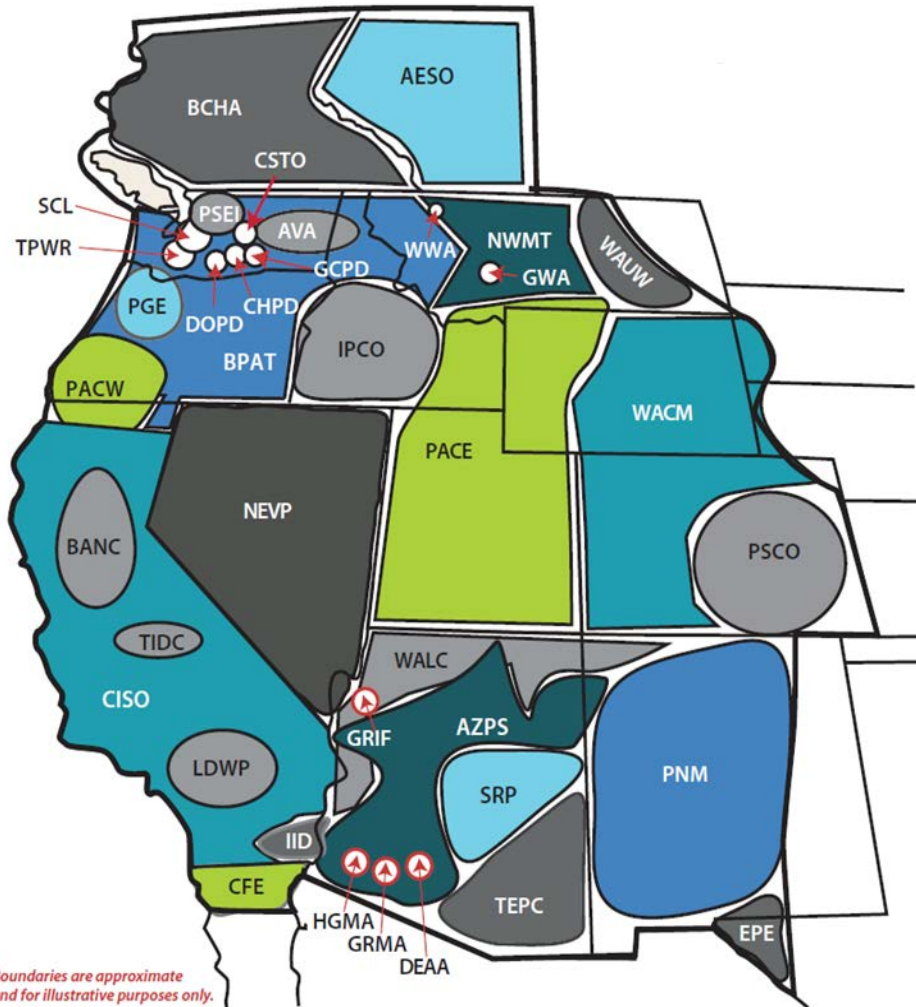 AESO
BCHA
CSTO
SCL
PSEI
AVA
TPWR
WWA
NWMT
GWA
WAUW
GCPD
CHPD
DOPD
PGE
BPAT
IPCO
PACW
WACM
PACE
NEVP
BANC
PSCO
TIDC
WALC
CISO
GRIF
AZPS
LDWP
PNM
SRP
IID
CFE
TEPC
HGMA
GRMA
DEAA
EPE
oundaries are approximate
nd for illustrative purposes only.